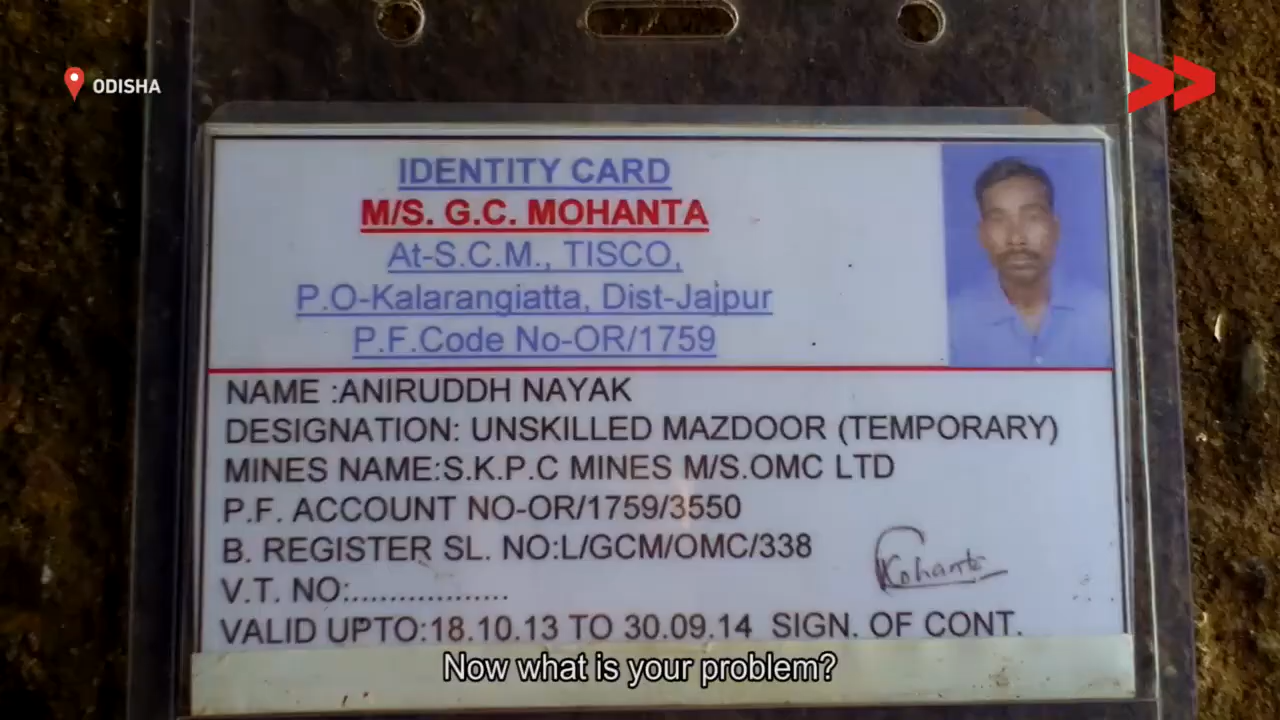 ODISHA
IDENTITY CARD
M/S. G.C. MOHANTA
At-S.C.M., TISCO,
P.O-Kalarangiatta, Dist-Jajpur
P.F.Code No-OR/1759
NAME :ANIRUDDH NAYAK
DESIGNATION: UNSKILLED MAZDOOR (TEMPORARY)
MINES NAME:S.K.P.C MINES M/S.OMC LTD
P.F. ACCOUNT NO-OR/1759/3550
B. REGISTER SL. NO:L/GCM/OMC/338
V.T. NO:.................
VALID UPTO:18.10.13 TO 30.09.14 SIGN. OF CONT.
Now what is your problem?